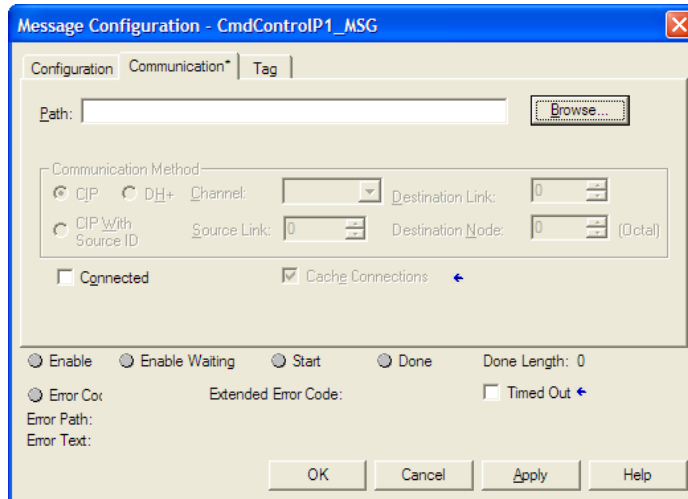 Message Configuration - CmdControlP1_MSG
Configuration Communication* Tag
Path: Browse...
Communication Method
CIP DH+ Channel: Destination Link: 0
CIP With Source ID Source Link: 0 Destination Node: 0 (Octal)
Connected Cache Connections
Enable Enable Waiting Start Done Done Length: 0
Error Coc Extended Error Code: Timed Out
Error Path:
Error Text:
OK Cancel Apply Help